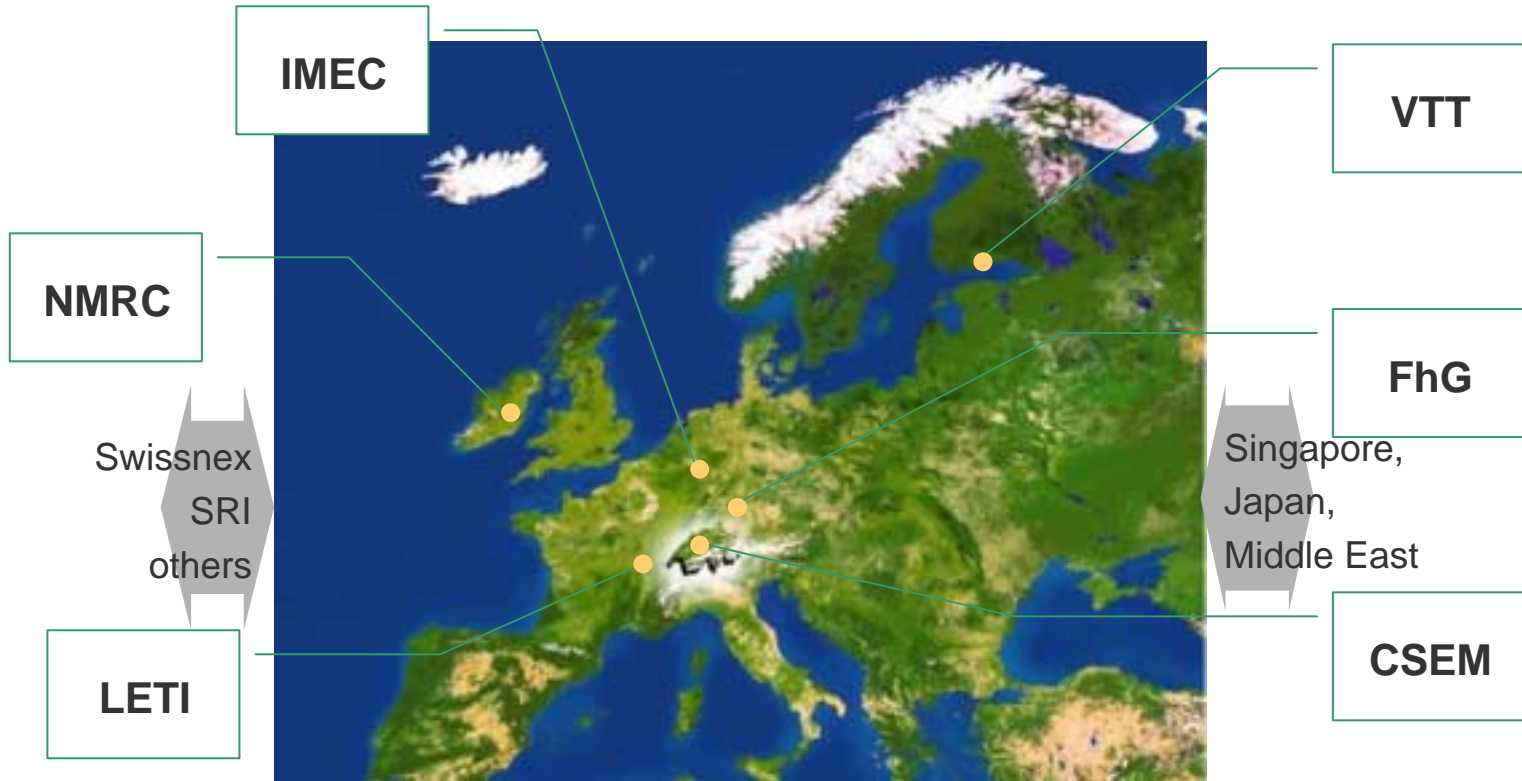 IMEC
VTT
NMRC
FhG
Swissnex
SRI
others
Singapore,
Japan,
Middle East
LETI
CSEM